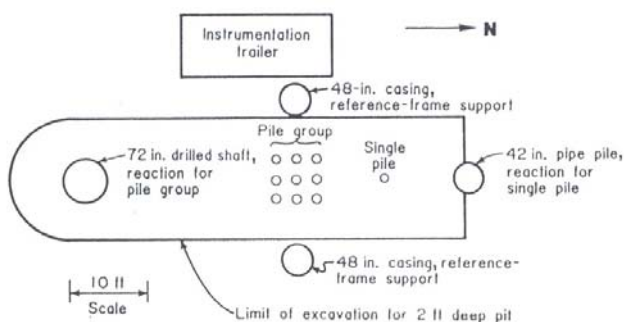 Instrumentation
trailer
N
48-in. casing,
reference-frame support
Pile group
72 in. drilled shaft,
reaction for
pile group
Single
pile
42 in. pipe pile,
reaction for
single pile
48 in. casing, reference-
frame support
10 ft
Scale
Limit of excavation for 2 ft deep pit